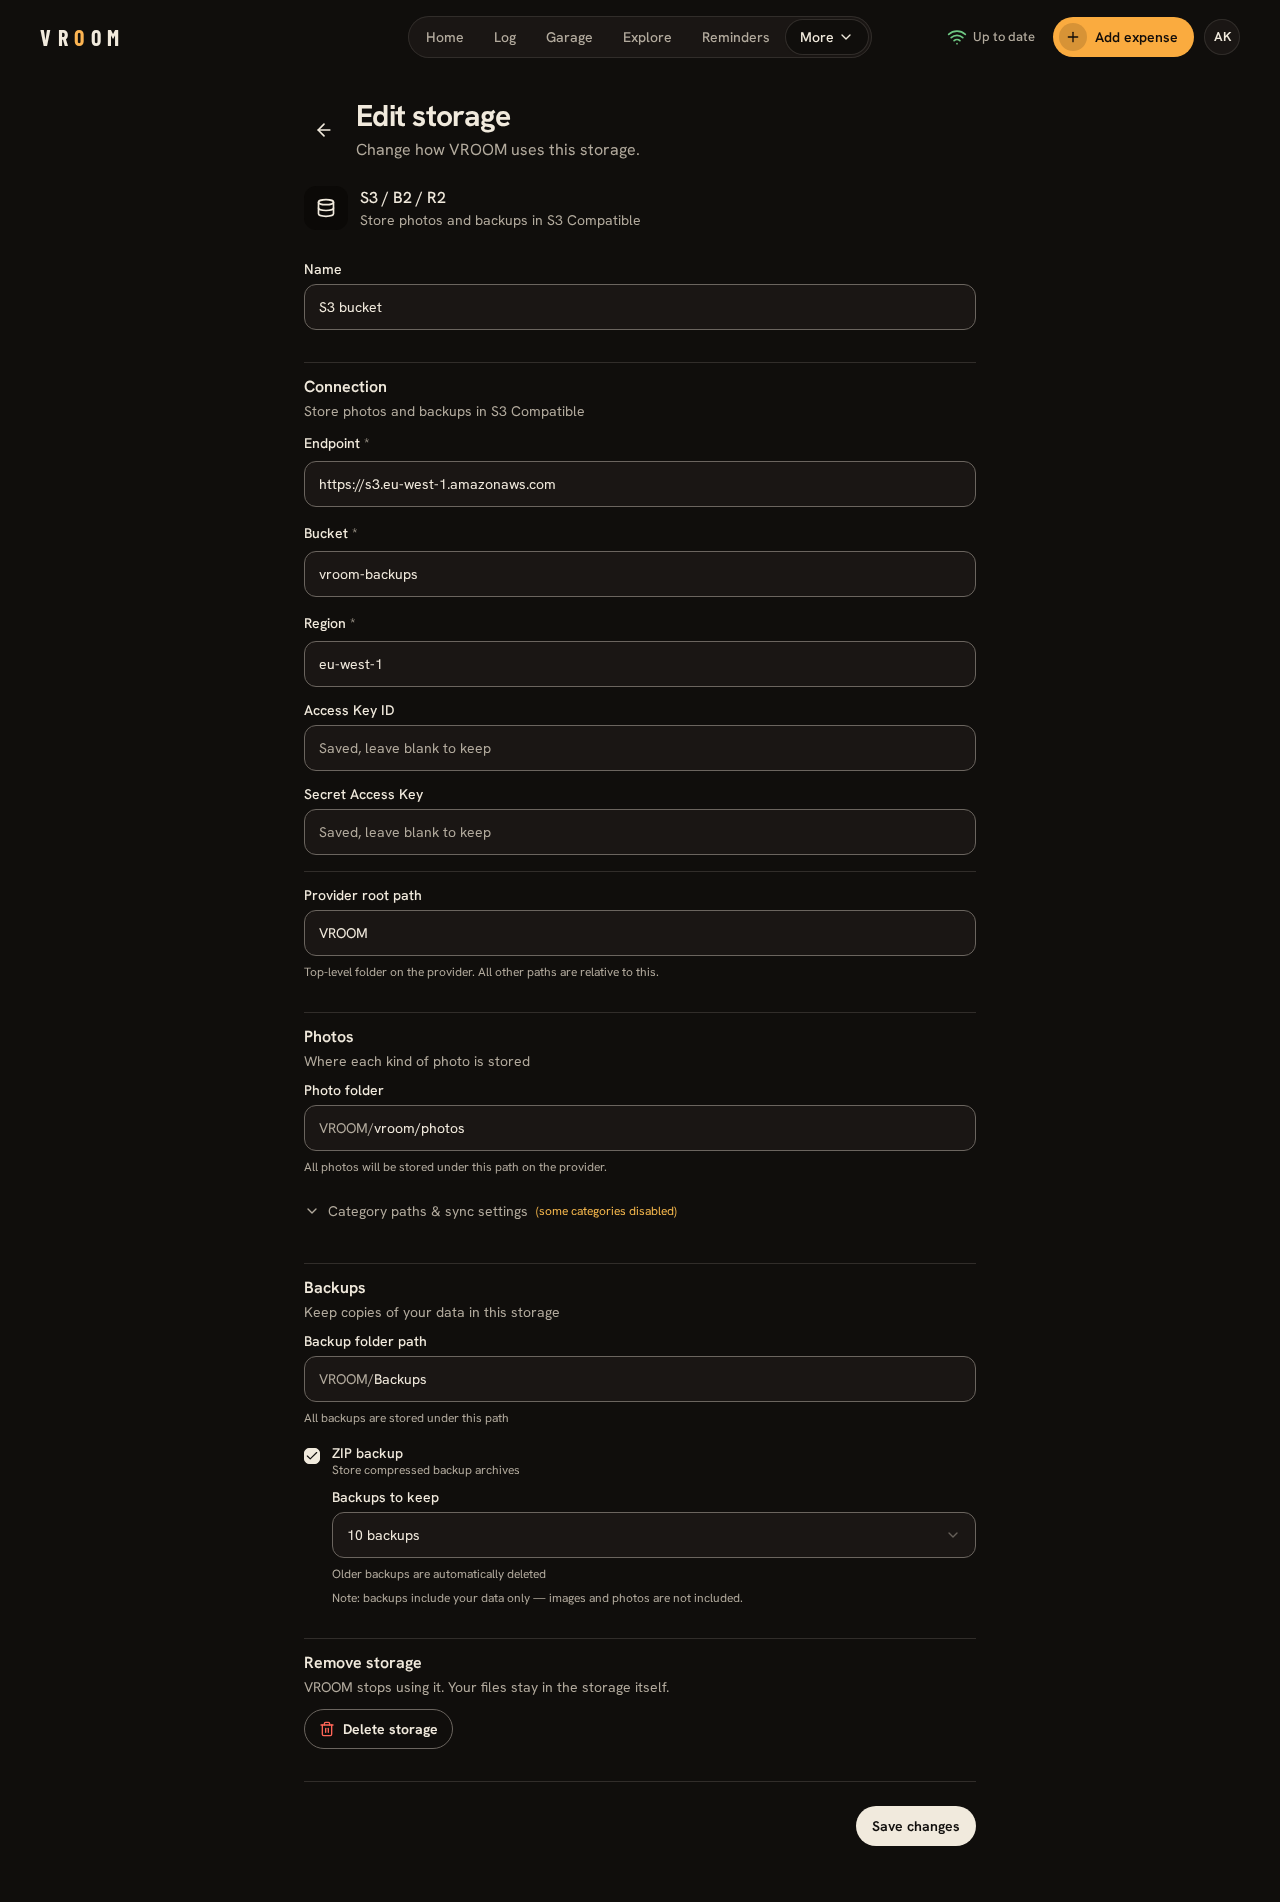 VROOM
Home Log Garage Explore Reminders More
Up to date
Add expense
AK
Edit storage
Change how VROOM uses this storage.
S3 / B2 / R2
Store photos and backups in S3 Compatible
Name
S3 bucket
Connection
Store photos and backups in S3 Compatible
Endpoint *
https://s3.eu-west-1.amazonaws.com
Bucket *
vroom-backups
Region *
eu-west-1
Access Key ID
Saved, leave blank to keep
Secret Access Key
Saved, leave blank to keep
Provider root path
VROOM
Top-level folder on the provider. All other paths are relative to this.
Photos
Where each kind of photo is stored
Photo folder
VROOM/vroom/photos
All photos will be stored under this path on the provider.
Category paths & sync settings (some categories disabled)
Backups
Keep copies of your data in this storage
Backup folder path
VROOM/Backups
All backups are stored under this path
ZIP backup
Store compressed backup archives
Backups to keep
10 backups
Older backups are automatically deleted
Note: backups include your data only — images and photos are not included.
Remove storage
VROOM stops using it. Your files stay in the storage itself.
Delete storage
Save changes